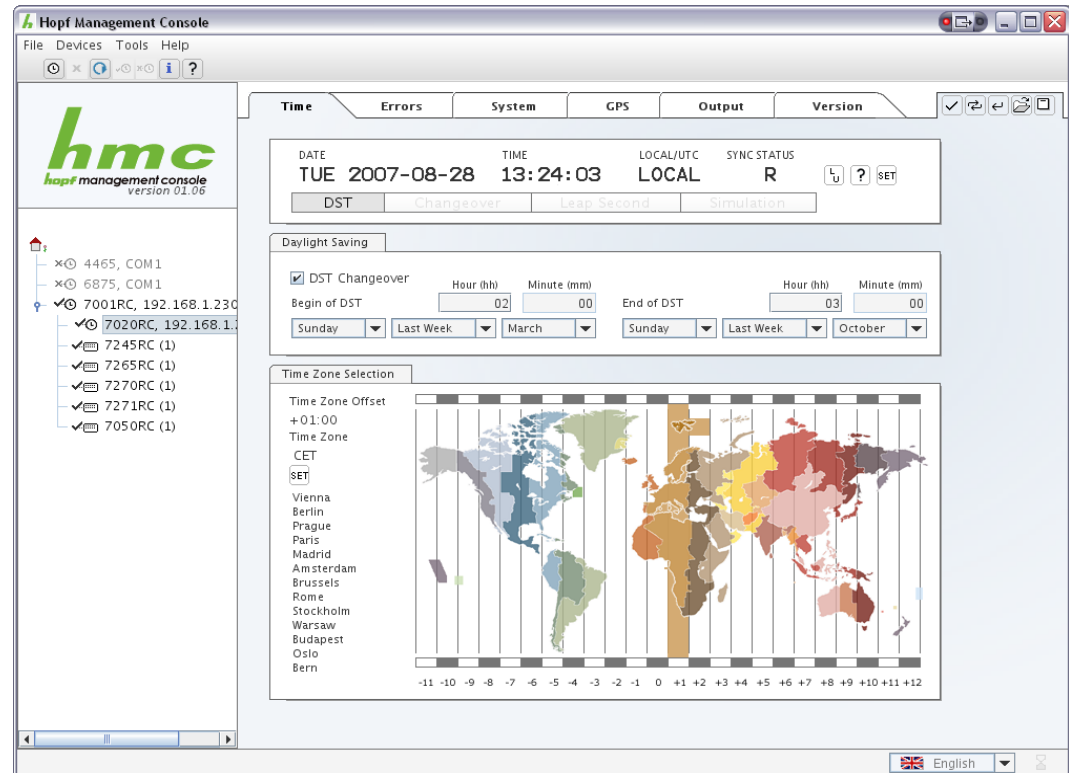 Hopf Management Console
File Devices Tools Help
hmc
hopf management console
version 01.06
4465, COM1
6875, COM1
7001RC, 192.168.1.230
7020RC, 192.168.1.
7245RC (1)
7265RC (1)
7270RC (1)
7271RC (1)
7050RC (1)
Time Errors System GPS Output Version
DATE TIME LOCAL/UTC SYNC STATUS
TUE 2007-08-28 13:24:03 LOCAL R L U ? SET
DST Changeover Leap Second Simulation
Daylight Saving
DST Changeover
Hour (hh) Minute (mm) Hour (hh) Minute (mm)
Begin of DST 02 00 End of DST 03 00
Sunday Last Week March Sunday Last Week October
Time Zone Selection
Time Zone Offset
+01:00
Time Zone
CET
SET
Vienna
Berlin
Prague
Paris
Madrid
Amsterdam
Brussels
Rome
Stockholm
Warsaw
Budapest
Oslo
Bern
-11 -10 -9 -8 -7 -6 -5 -4 -3 -2 -1 0 +1 +2 +3 +4 +5 +6 +7 +8 +9 +10 +11 +12
English